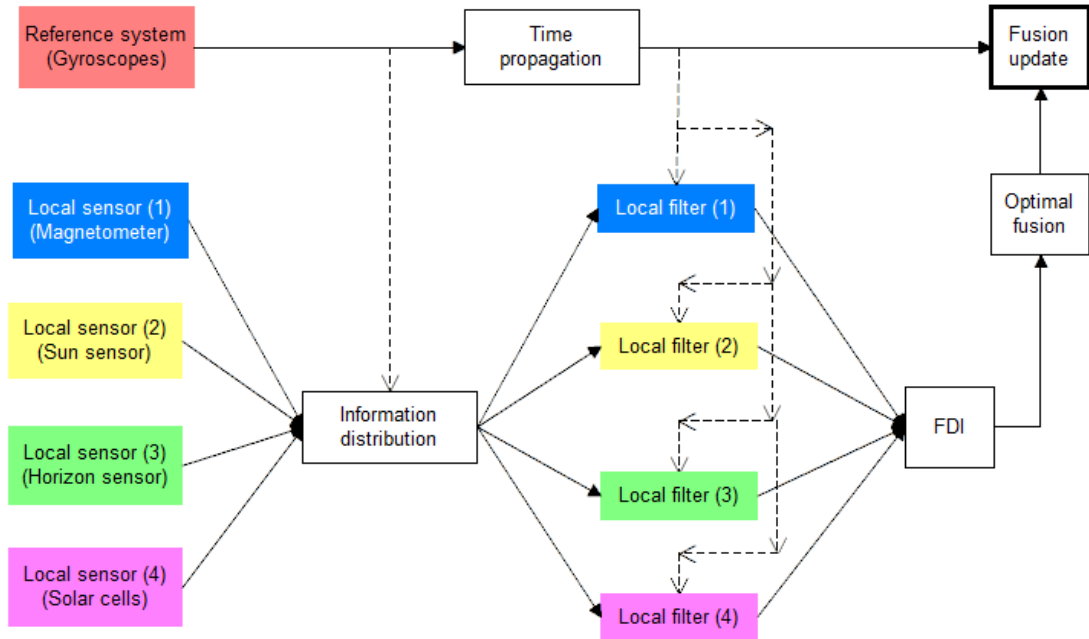 Reference system
(Gyroscopes)
Time
propagation
Fusion
update
Local sensor (1)
(Magnetometer)
Local filter (1)
Optimal
fusion
Local sensor (2)
(Sun sensor)
Local filter (2)
Information
distribution
FDI
Local sensor (3)
(Horizon sensor)
Local filter (3)
Local sensor (4)
(Solar cells)
Local filter (4)